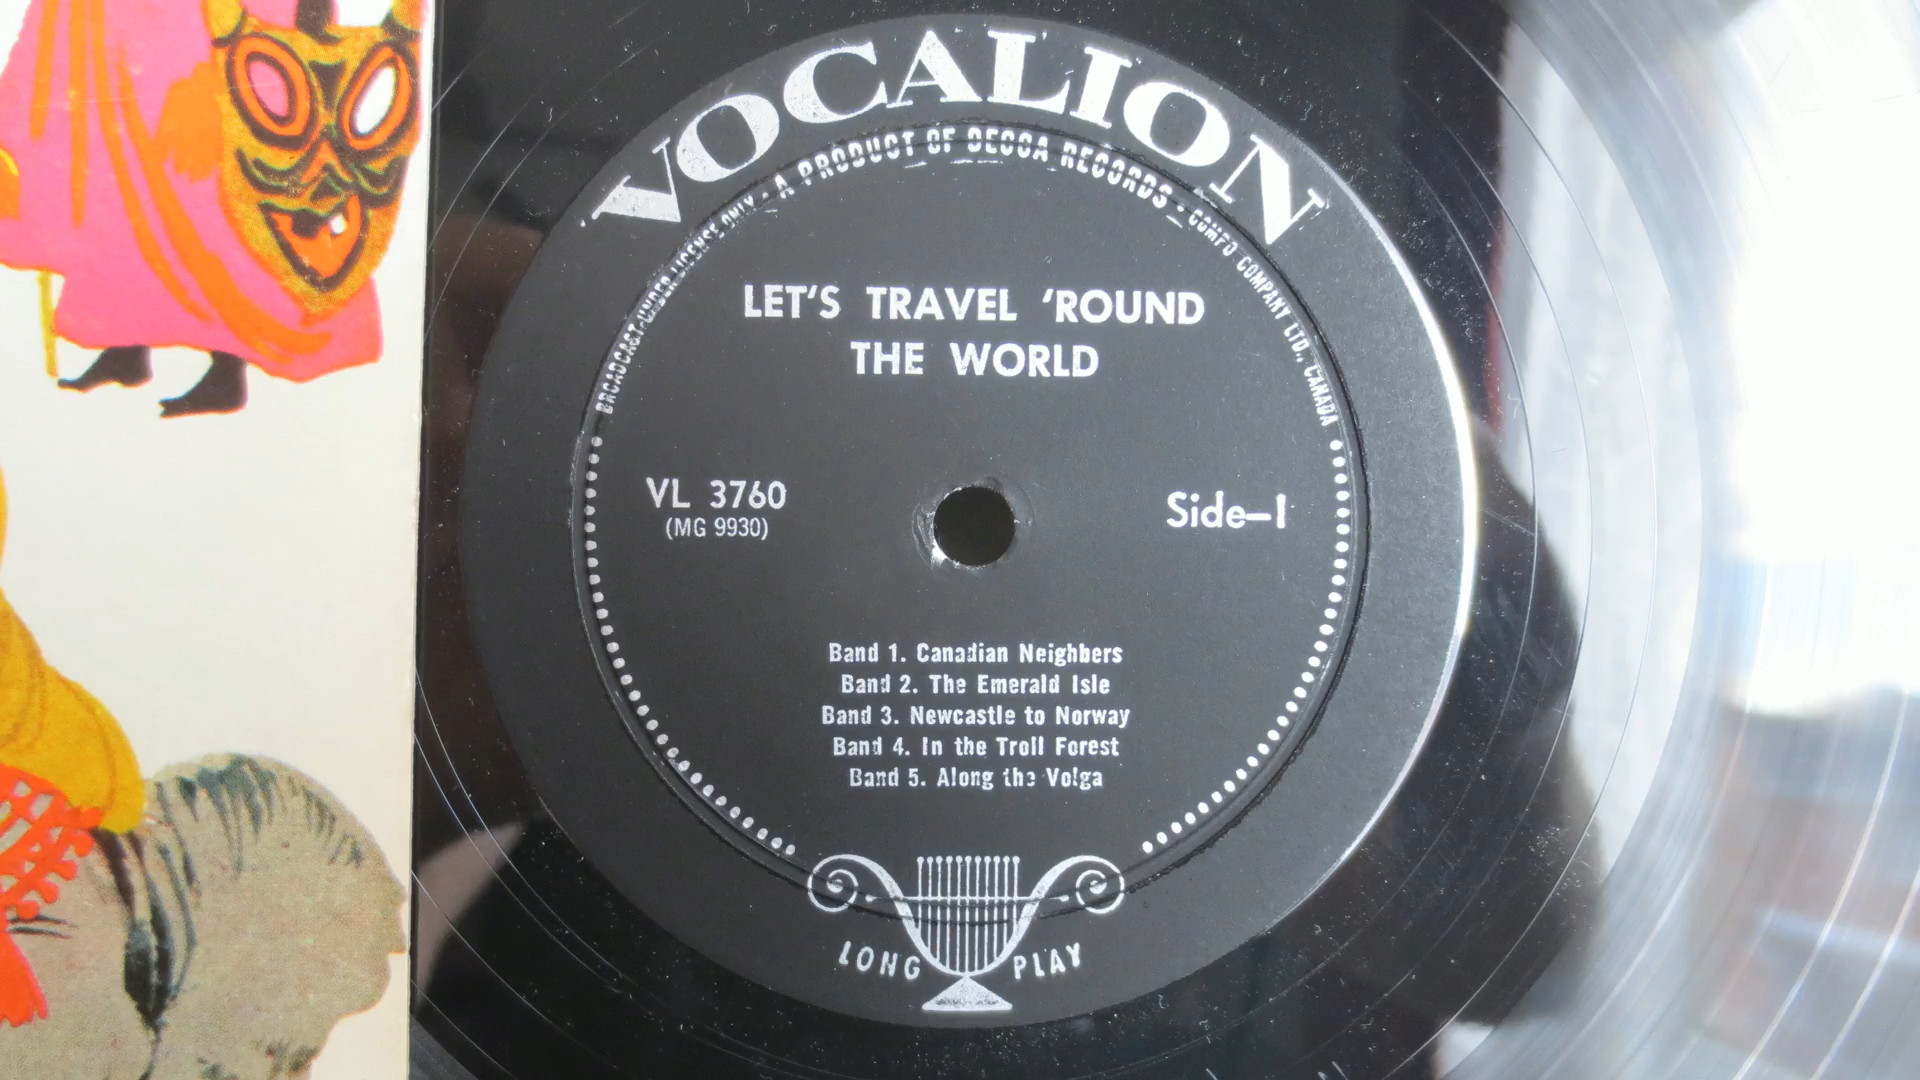 VOCALION
BROADCAST UNDER LICENSE ONLY • A PRODUCT OF DECCA RECORDS • COMPO COMPANY LTD., CANADA
LET'S TRAVEL 'ROUND
THE WORLD
VL 3760
(MG 9930)
Side–1
Band 1. Canadian Neighbers
Band 2. The Emerald Isle
Band 3. Newcastle to Norway
Band 4. In the Troll Forest
Band 5. Along the Volga
LONG PLAY